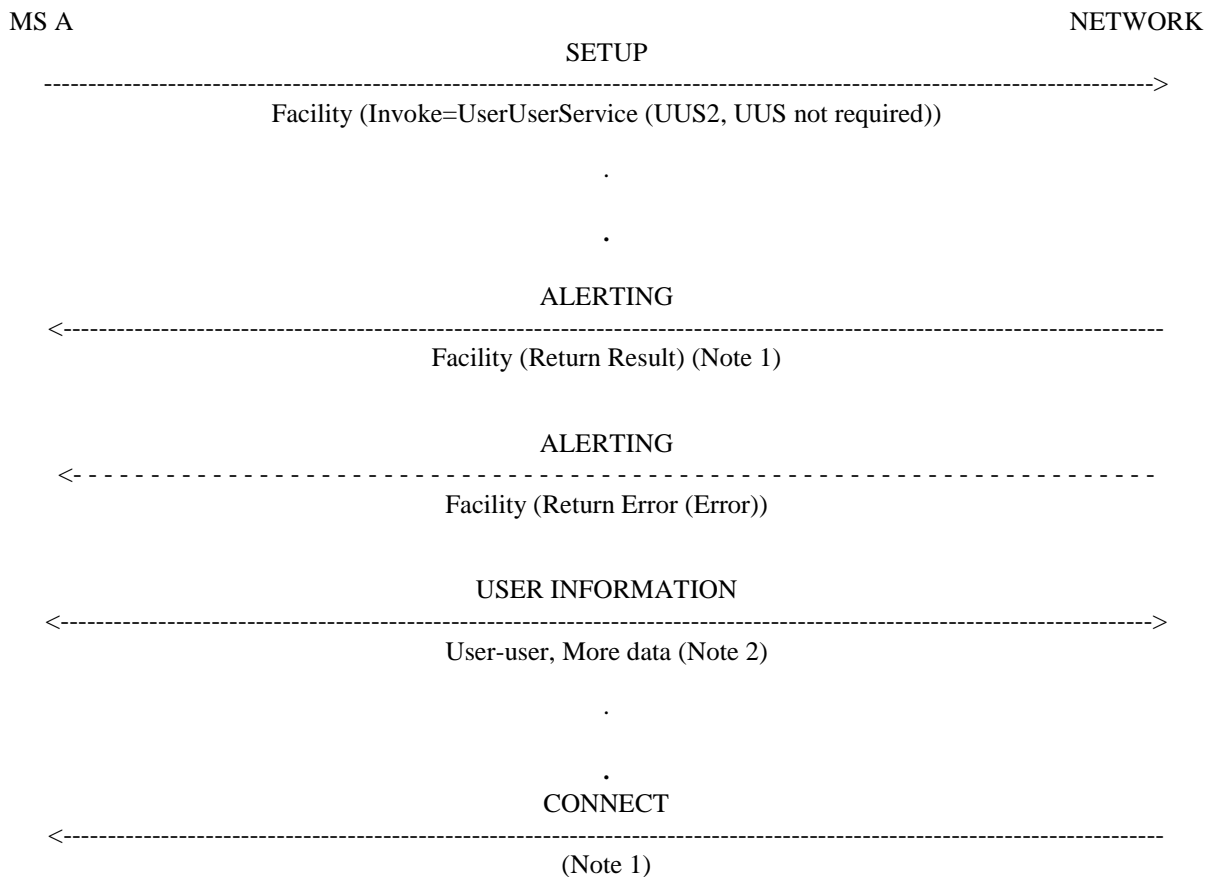 MS A NETWORK
SETUP
------------------------------------------------------------------------------------------------------------------------------->
Facility (Invoke=UserUserService (UUS2, UUS not required))
.
.
ALERTING
<-------------------------------------------------------------------------------------------------------------------------------
Facility (Return Result) (Note 1)
ALERTING
<- - - - - - - - - - - - - - - - - - - - - - - - - - - - - - - - - - - - - - - - - - - - - - - - - - - - - - - - - - - - -
Facility (Return Error (Error))
USER INFORMATION
<------------------------------------------------------------------------------------------------------------------------------>
User-user, More data (Note 2)
.
.
CONNECT
<-------------------------------------------------------------------------------------------------------------------------------
(Note 1)